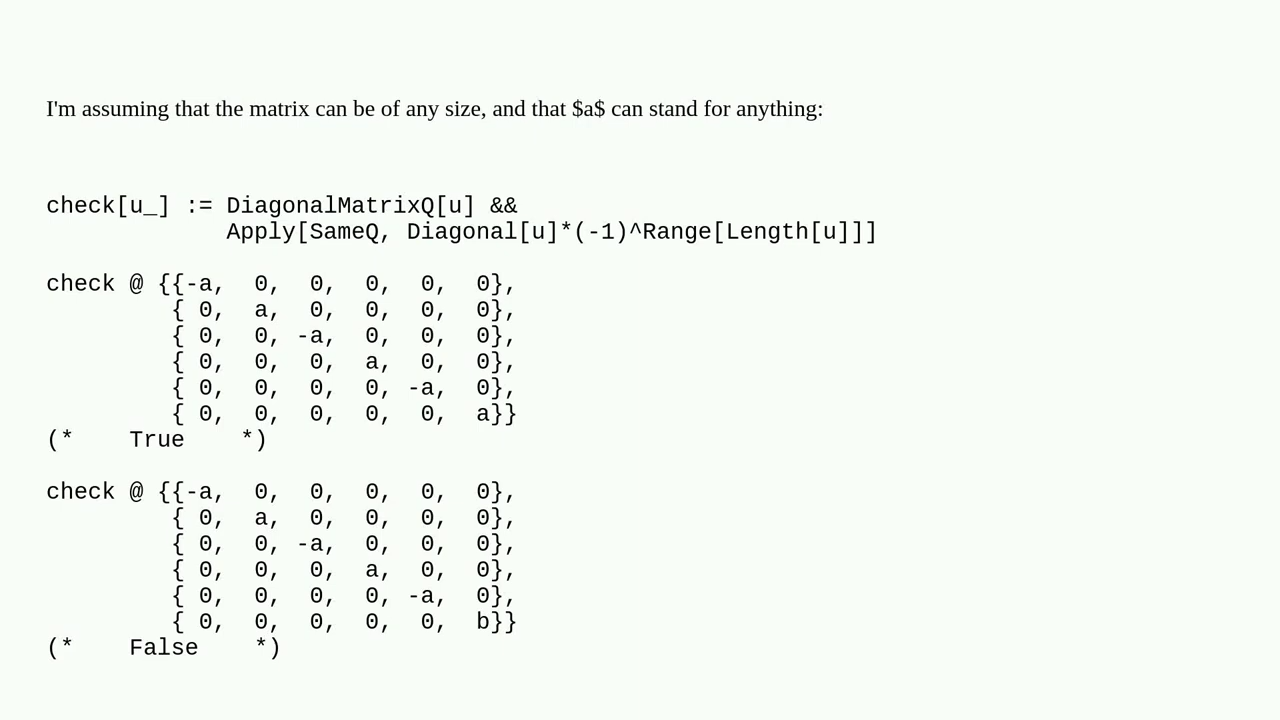 I'm assuming that the matrix can be of any size, and that $a$ can stand for anything:
check[u_] := DiagonalMatrixQ[u] &&
             Apply[SameQ, Diagonal[u]*(-1)^Range[Length[u]]]
check @ {{-a,  0,  0,  0,  0,  0},
         { 0,  a,  0,  0,  0,  0},
         { 0,  0, -a,  0,  0,  0},
         { 0,  0,  0,  a,  0,  0},
         { 0,  0,  0,  0, -a,  0},
         { 0,  0,  0,  0,  0,  a}}
(*    True    *)
check @ {{-a,  0,  0,  0,  0,  0},
         { 0,  a,  0,  0,  0,  0},
         { 0,  0, -a,  0,  0,  0},
         { 0,  0,  0,  a,  0,  0},
         { 0,  0,  0,  0, -a,  0},
         { 0,  0,  0,  0,  0,  b}}
(*    False    *)